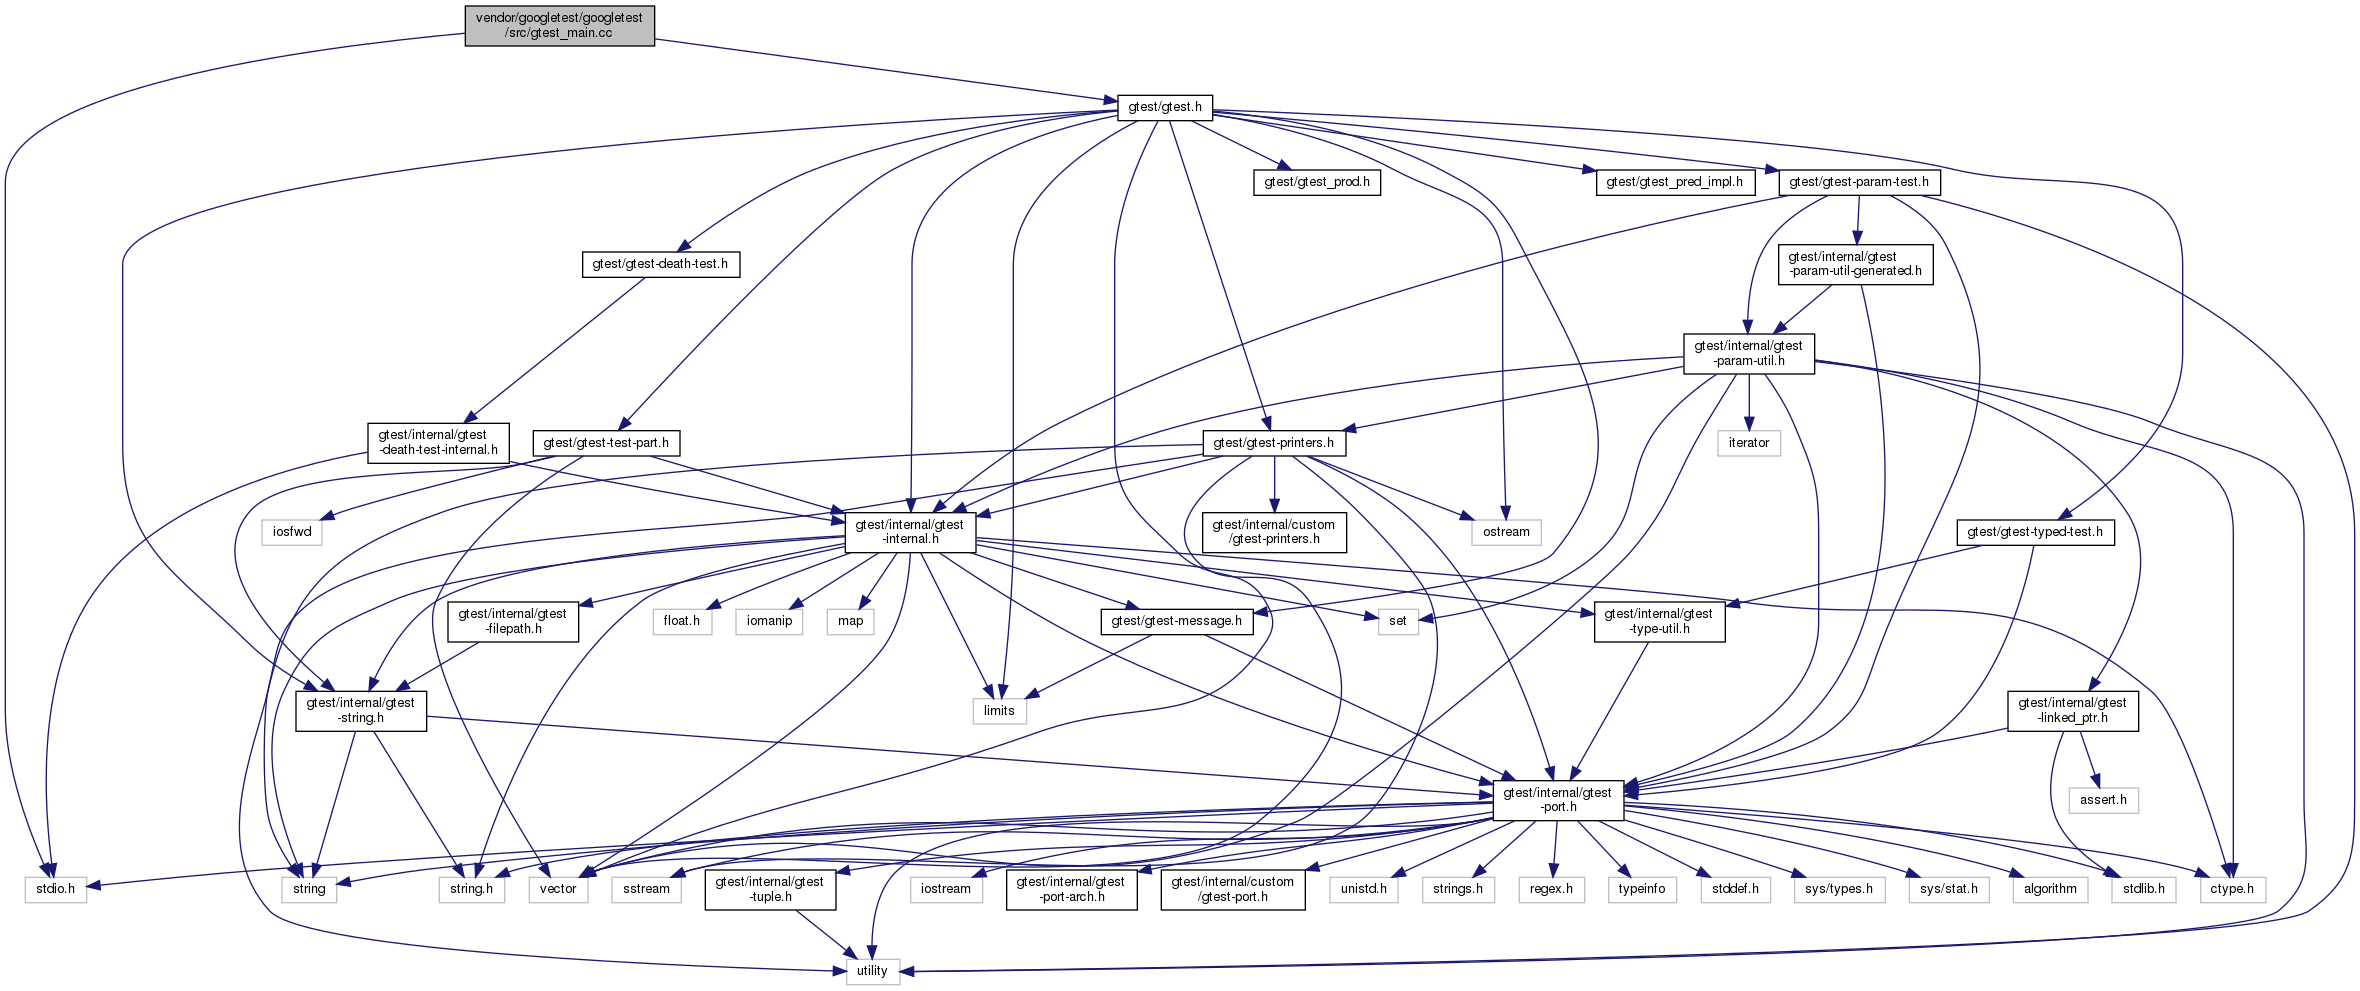 vendor/googletest/googletest
/src/gtest_main.cc
gtest/gtest.h
gtest/gtest_prod.h
gtest/gtest_pred_impl.h
gtest/gtest-param-test.h
gtest/gtest-death-test.h
gtest/internal/gtest
-param-util-generated.h
gtest/internal/gtest
-param-util.h
gtest/internal/gtest
-death-test-internal.h
gtest/gtest-test-part.h
gtest/gtest-printers.h
iterator
iosfwd
gtest/internal/gtest
-internal.h
gtest/internal/custom
/gtest-printers.h
ostream
gtest/gtest-typed-test.h
gtest/internal/gtest
-filepath.h
float.h
iomanip
map
gtest/gtest-message.h
set
gtest/internal/gtest
-type-util.h
gtest/internal/gtest
-string.h
limits
gtest/internal/gtest
-linked_ptr.h
gtest/internal/gtest
-port.h
assert.h
stdio.h
string
string.h
vector
sstream
gtest/internal/gtest
-tuple.h
iostream
gtest/internal/gtest
-port-arch.h
gtest/internal/custom
/gtest-port.h
unistd.h
strings.h
regex.h
typeinfo
stddef.h
sys/types.h
sys/stat.h
algorithm
stdlib.h
ctype.h
utility